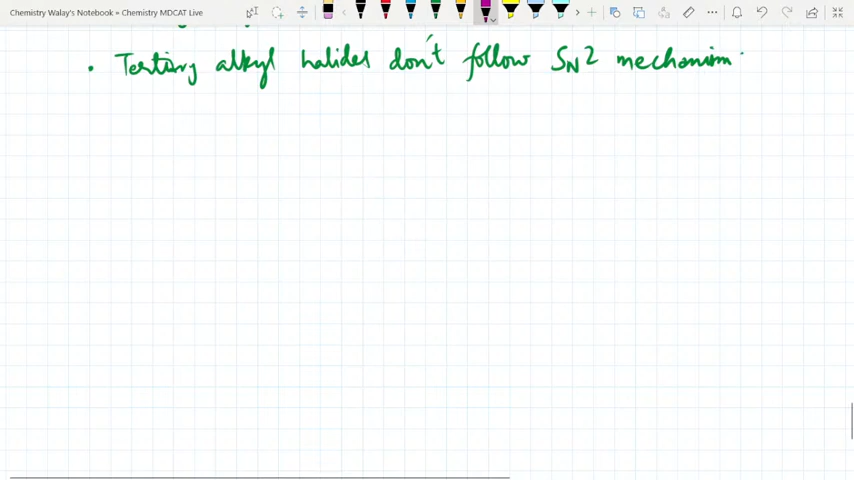 Chemistry Walay's Notebook » Chemistry MDCAT Live
• Tertiary alkyl halides don't follow SN2 mechanism.